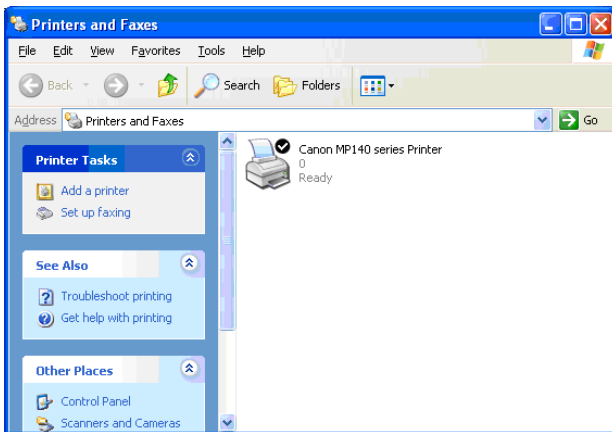 Printers and Faxes
File Edit View Favorites Tools Help
Back Search Folders
Address Printers and Faxes Go
Printer Tasks
Add a printer
Set up faxing
See Also
Troubleshoot printing
Get help with printing
Other Places
Control Panel
Scanners and Cameras
Canon MP140 series Printer
0
Ready